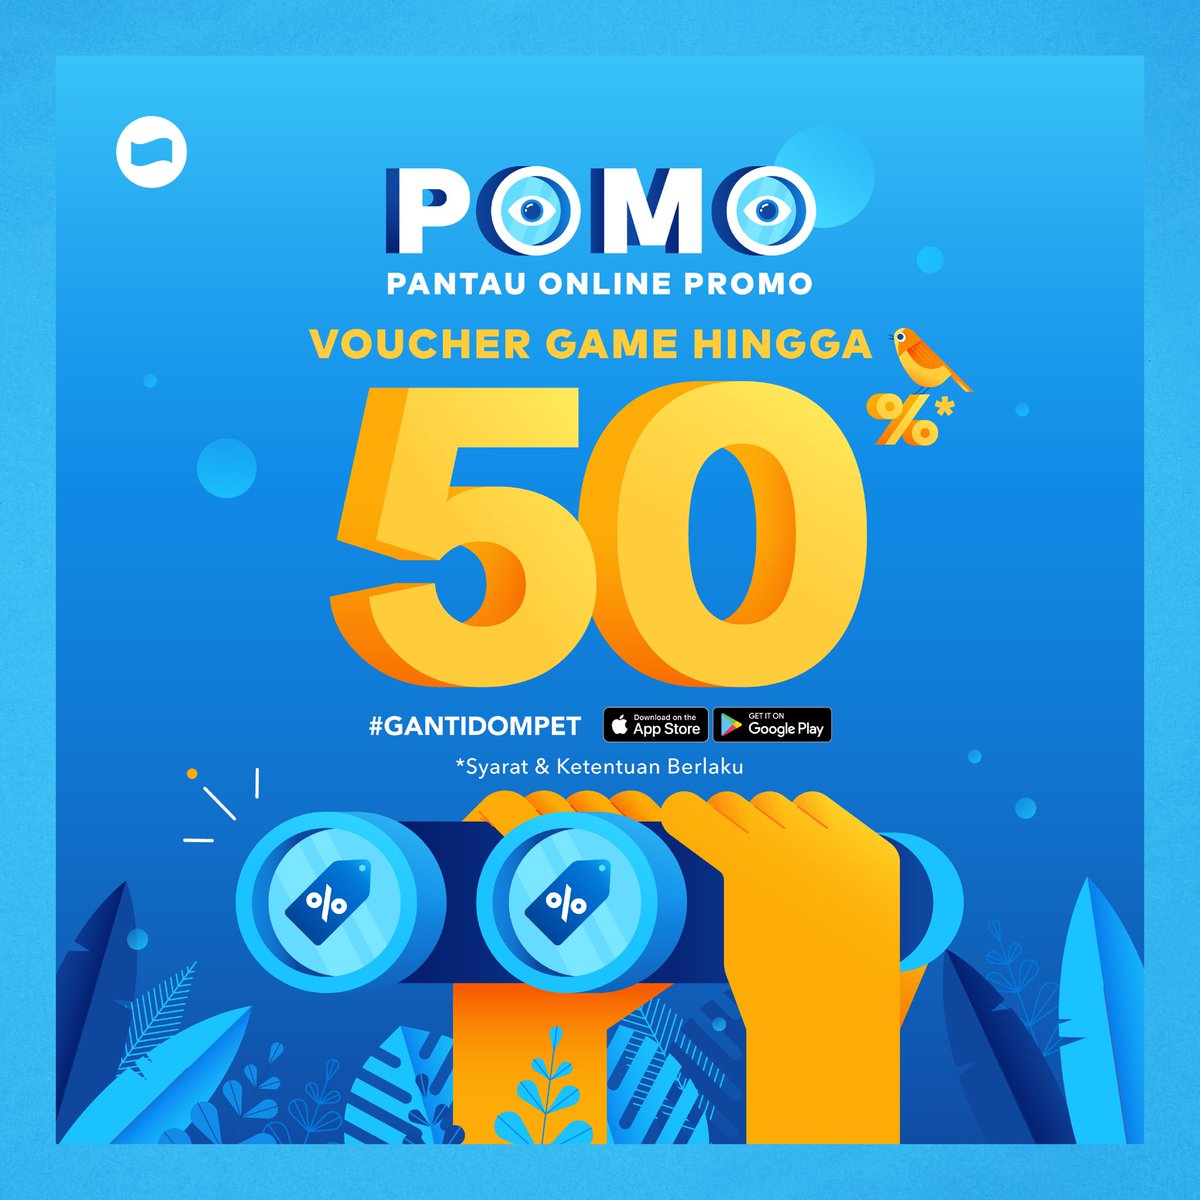 POMO
PANTAU ONLINE PROMO
VOUCHER GAME HINGGA
50%*
#GANTIDOMPET
Download on the
App Store
GET IT ON
Google Play
*Syarat & Ketentuan Berlaku
%
%